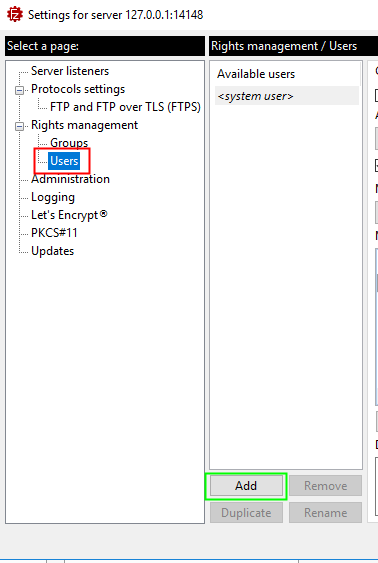 Settings for server 127.0.0.1:14148
Select a page:
Rights management / Users
Server listeners
Protocols settings
FTP and FTP over TLS (FTPS)
Rights management
Groups
Users
Administration
Logging
Let's Encrypt®
PKCS#11
Updates
Available users
<system user>
Add
Remove
Duplicate
Rename